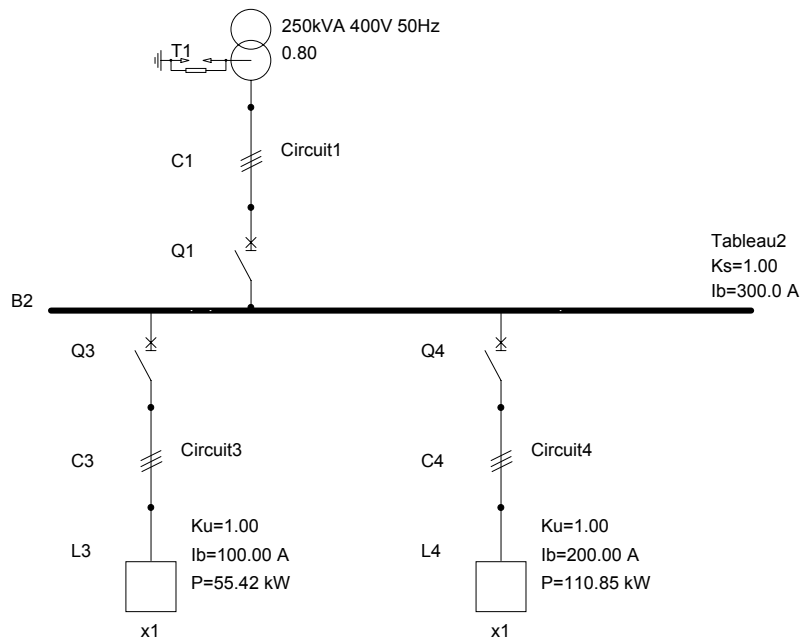 250kVA 400V 50Hz
T1
0.80
C1
Circuit1
Q1
Tableau2
Ks=1.00
Ib=300.0 A
B2
Q3
Q4
C3
Circuit3
C4
Circuit4
Ku=1.00
L3
Ib=100.00 A
P=55.42 kW
x1
Ku=1.00
L4
Ib=200.00 A
P=110.85 kW
x1